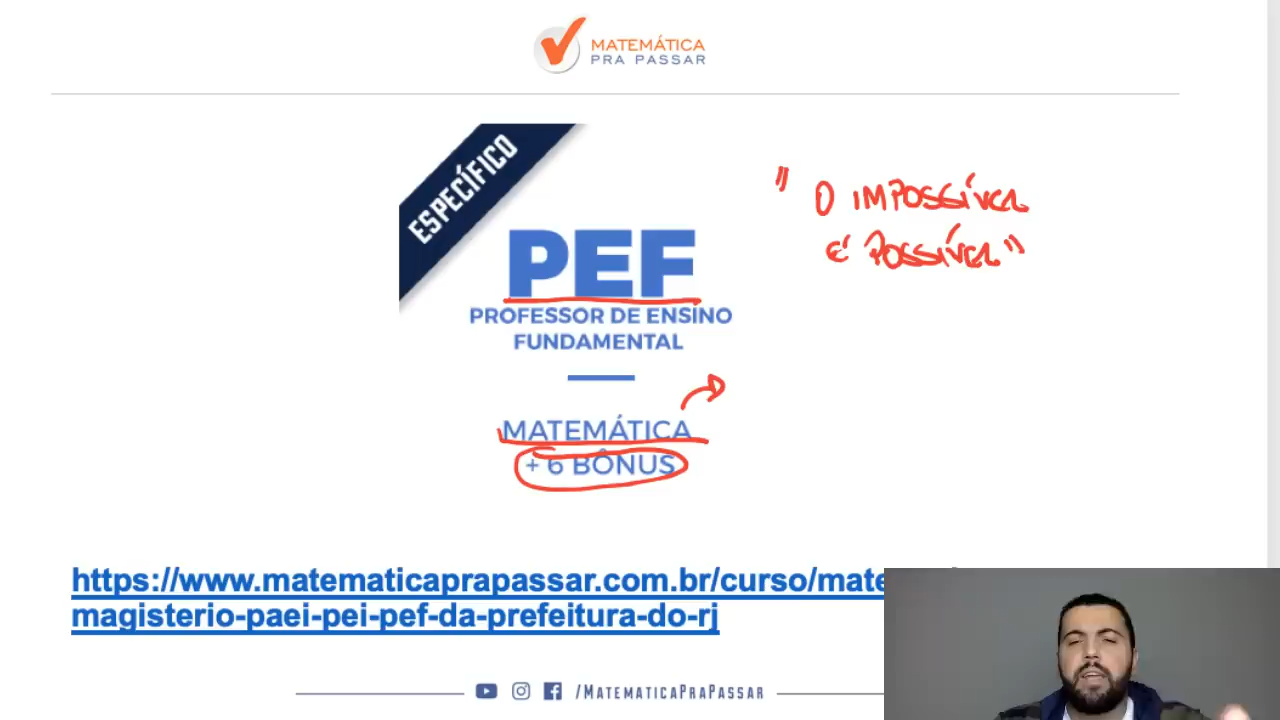 MATEMÁTICA
PRA PASSAR
ESPECÍFICO
PEF
PROFESSOR DE ENSINO
FUNDAMENTAL
MATEMÁTICA
+ 6 BÔNUS
" O IMPOSSÍVEL
É POSSÍVEL"
https://www.matematicaprapassar.com.br/curso/mate
magisterio-paei-pei-pef-da-prefeitura-do-rj
/MATEMATICAPRAPASSAR